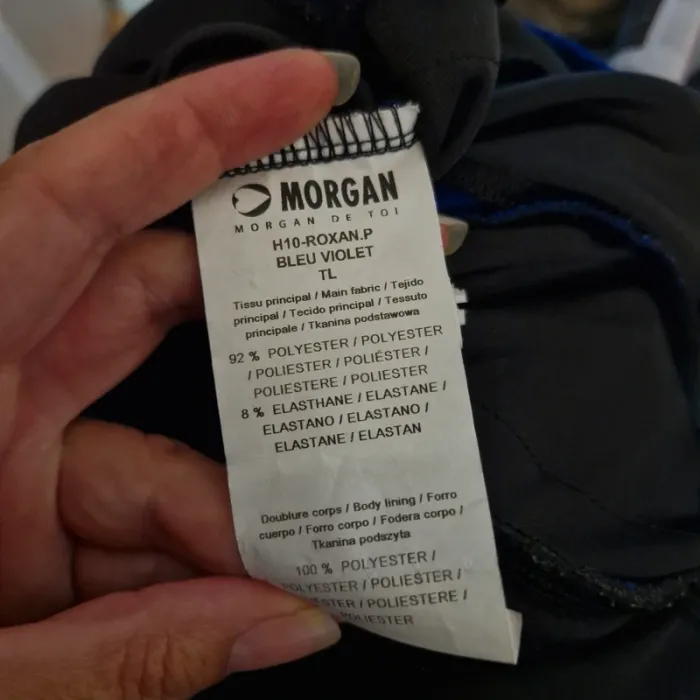 MORGAN
MORGAN DE TOI
H10-ROXAN.P
BLEU VIOLET
TL
Tissu principal / Main fabric / Tejido
principal / Tecido principal / Tessuto
principale / Tkanina podstawowa
92 % POLYESTER / POLYESTER
/ POLIESTER / POLIÉSTER /
POLIESTERE / POLIESTER
8 % ELASTHANE / ELASTANE /
ELASTANO / ELASTANO /
ELASTANE / ELASTAN
Doublure corps / Body lining / Forro
cuerpo / Forro corpo / Fodera corpo /
Tkanina podszyta
100 % POLYESTER /
POLYESTER / POLIESTER /
/ POLIESTERE /
POLIESTER